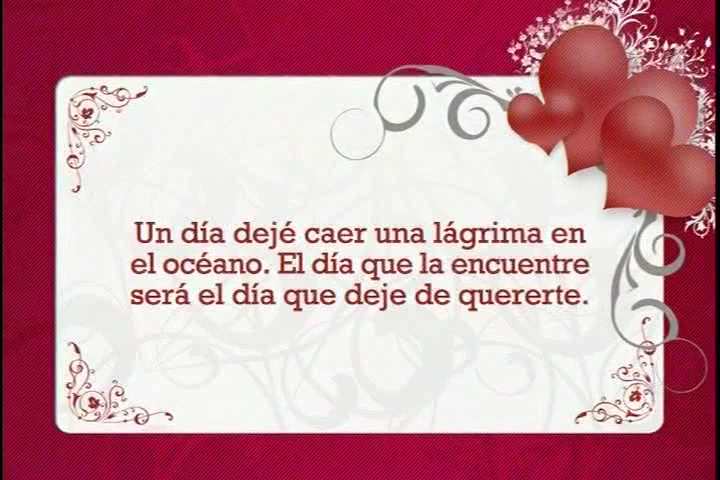 Un día dejé caer una lágrima en
el océano. El día que la encuentre
será el día que deje de quererte.